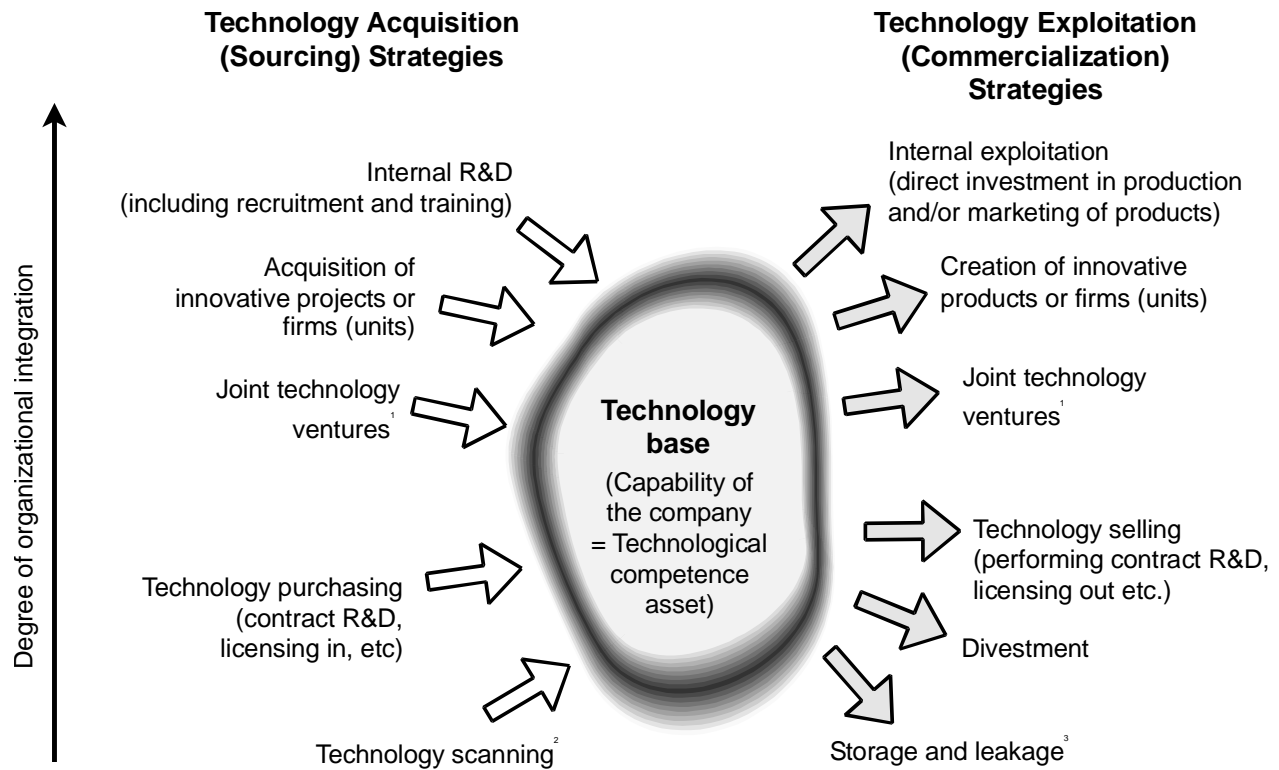 Technology Acquisition
(Sourcing) Strategies
Technology Exploitation
(Commercialization)
Strategies
Degree of organizational integration
Internal R&D
(including recruitment and training)
Acquisition of
innovative projects or
firms (units)
Joint technology
ventures¹
Technology purchasing
(contract R&D,
licensing in, etc)
Technology scanning²
Technology
base
(Capability of
the company
= Technological
competence
asset)
Internal exploitation
(direct investment in production
and/or marketing of products)
Creation of innovative
products or firms (units)
Joint technology
ventures¹
Technology selling
(performing contract R&D,
licensing out etc.)
Divestment
Storage and leakage³